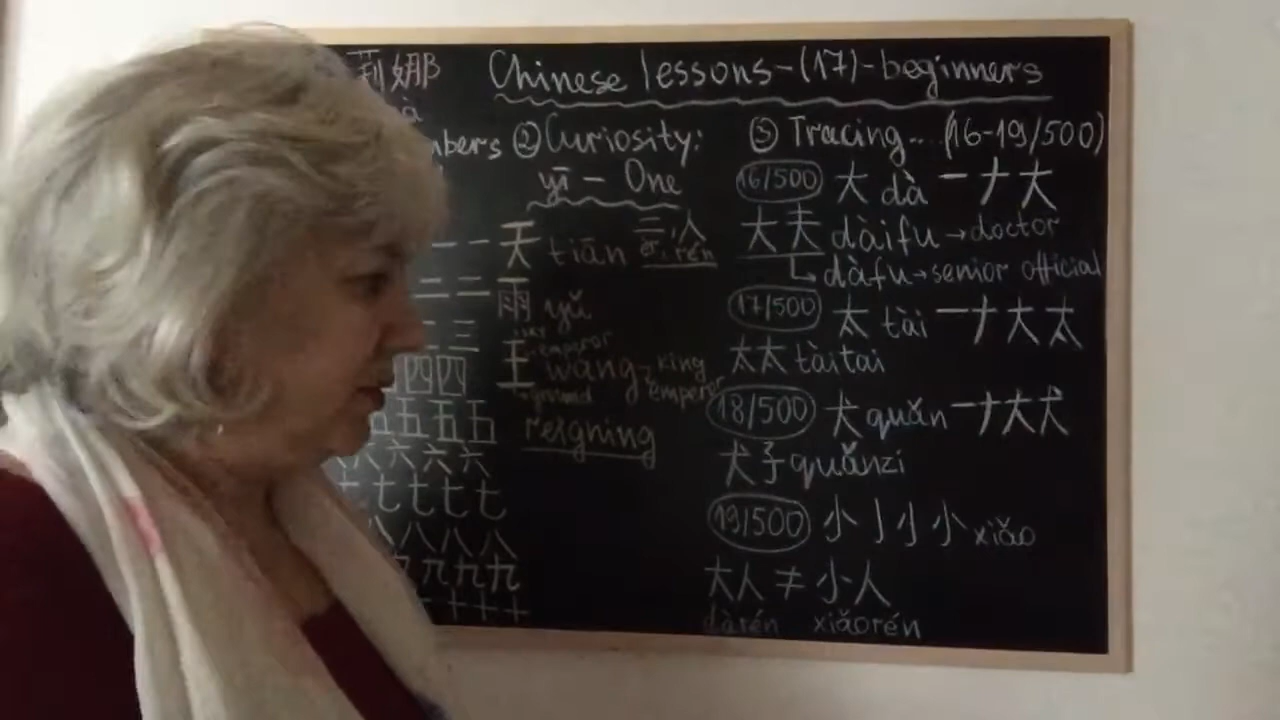 莉娜 Chinese lessons-(17)-beginners
à
mbers ② Curiosity:
yī - One
天 tiān 二,人
èr, rén
雨 yǔ
sky
王 emperor
wáng → king
ground emperor
reigning
一 一
二 二
三 三
四 四
五 五 五
六 六 六 六
七 七 七 七 七
八 八 八 八
九 九 九
十 十 十 十
③ Tracing... (16-19/500)
16/500 大 dà 一 ナ 大
大夫 dàifu → doctor
↳ dàfu → senior official
17/500 太 tài 一 ナ 大 太
太太 tàitai
18/500 犬 quǎn 一 ナ 大 犬
犬子 quǎnzi
19/500 小 亅 小 xiǎo
大人 ≠ 小人
dàrén xiǎorén